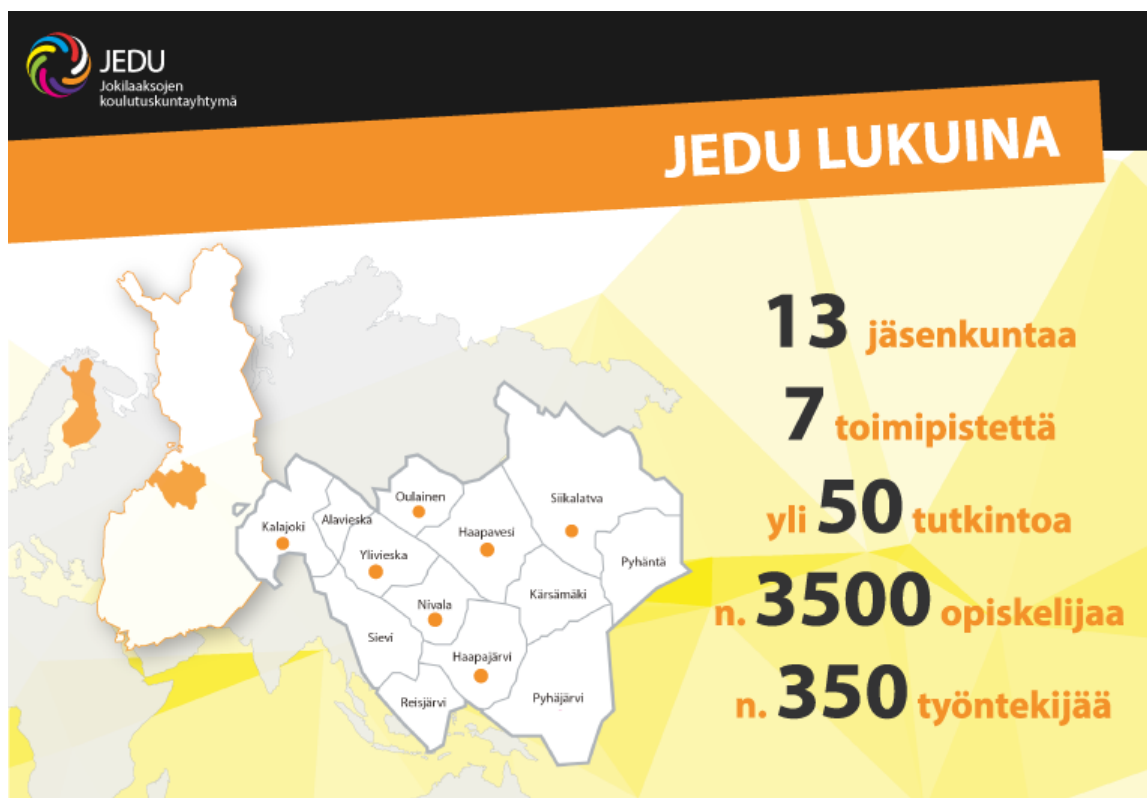 JEDU
Jokilaaksojen
koulutuskuntayhtymä
JEDU LUKUINA
13 jäsenkuntaa
7 toimipistettä
yli 50 tutkintoa
n. 3500 opiskelijaa
n. 350 työntekijää
Oulainen
Siikalatva
Kalajoki
Alavieska
Haapavesi
Ylivieska
Pyhäntä
Kärsämäki
Nivala
Sievi
Haapajärvi
Reisjärvi
Pyhäjärvi